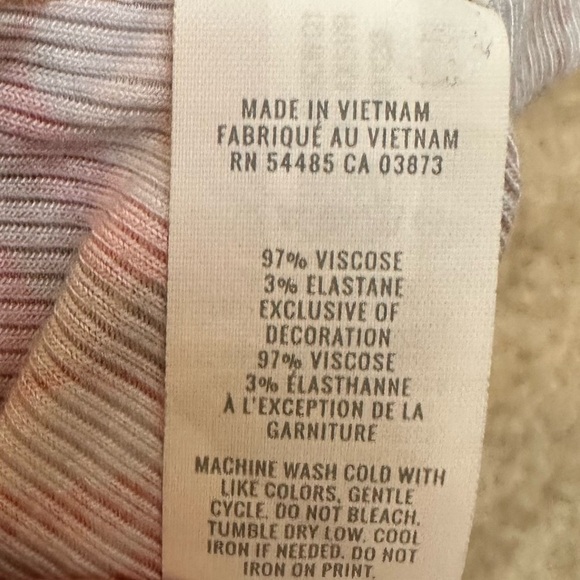 MADE IN VIETNAM
FABRIQUÉ AU VIETNAM
RN 54485 CA 03873
97% VISCOSE
3% ELASTANE
EXCLUSIVE OF
DECORATION
97% VISCOSE
3% ÉLASTHANNE
À L'EXCEPTION DE LA
GARNITURE
MACHINE WASH COLD WITH
LIKE COLORS, GENTLE
CYCLE. DO NOT BLEACH.
TUMBLE DRY LOW. COOL
IRON IF NEEDED. DO NOT
IRON ON PRINT.